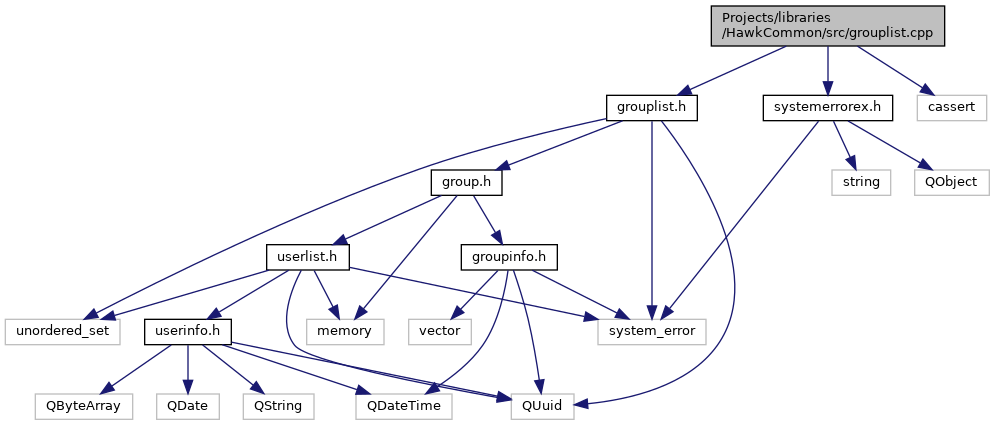 Projects/libraries
/HawkCommon/src/grouplist.cpp
grouplist.h
systemerrorex.h
cassert
group.h
string
QObject
userlist.h
groupinfo.h
unordered_set
userinfo.h
memory
vector
system_error
QByteArray
QDate
QString
QDateTime
QUuid